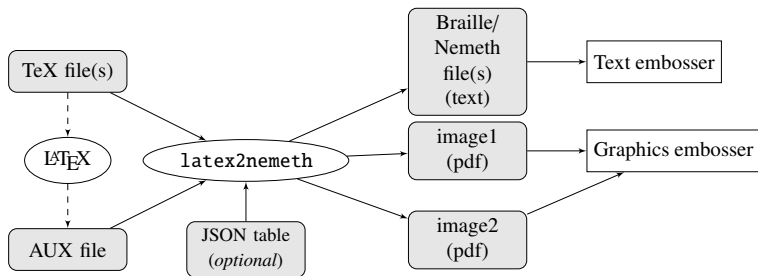 TeX file(s)
LATEX
AUX file
latex2nemeth
JSON table
(optional)
Braille/
Nemeth
file(s)
(text)
image1
(pdf)
image2
(pdf)
Text embosser
Graphics embosser